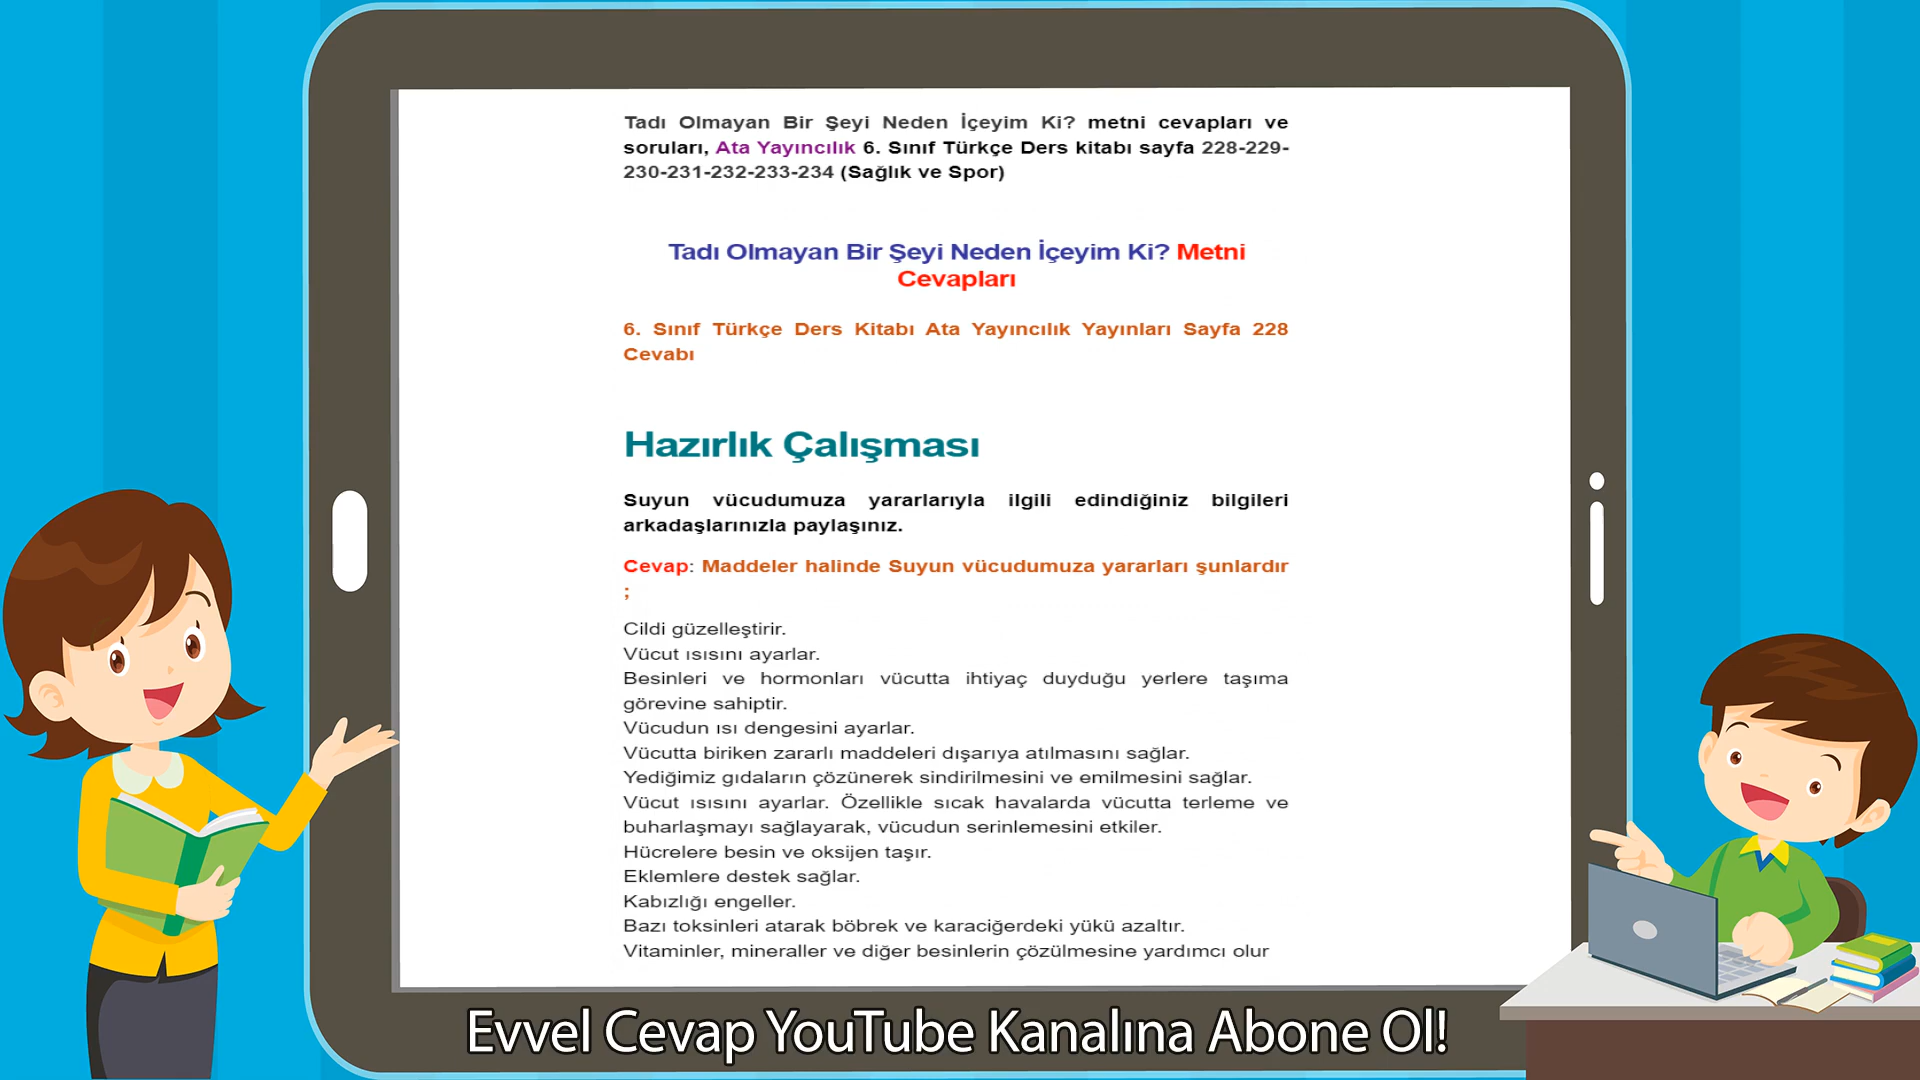 Tadı Olmayan Bir Şeyi Neden İçeyim Ki? metni cevapları ve
soruları, Ata Yayıncılık 6. Sınıf Türkçe Ders kitabı sayfa 228-229-
230-231-232-233-234 (Sağlık ve Spor)
Tadı Olmayan Bir Şeyi Neden İçeyim Ki? Metni
Cevapları
6. Sınıf Türkçe Ders Kitabı Ata Yayıncılık Yayınları Sayfa 228
Cevabı
Hazırlık Çalışması
Suyun vücudumuza yararlarıyla ilgili edindiğiniz bilgileri
arkadaşlarınızla paylaşınız.
Cevap: Maddeler halinde Suyun vücudumuza yararları şunlardır
;
Cildi güzelleştirir.
Vücut ısısını ayarlar.
Besinleri ve hormonları vücutta ihtiyaç duyduğu yerlere taşıma
görevine sahiptir.
Vücudun ısı dengesini ayarlar.
Vücutta biriken zararlı maddeleri dışarıya atılmasını sağlar.
Yediğimiz gıdaların çözünerek sindirilmesini ve emilmesini sağlar.
Vücut ısısını ayarlar. Özellikle sıcak havalarda vücutta terleme ve
buharlaşmayı sağlayarak, vücudun serinlemesini etkiler.
Hücrelere besin ve oksijen taşır.
Eklemlere destek sağlar.
Kabızlığı engeller.
Bazı toksinleri atarak böbrek ve karaciğerdeki yükü azaltır.
Vitaminler, mineraller ve diğer besinlerin çözülmesine yardımcı olur
Evvel Cevap YouTube Kanalına Abone Ol!